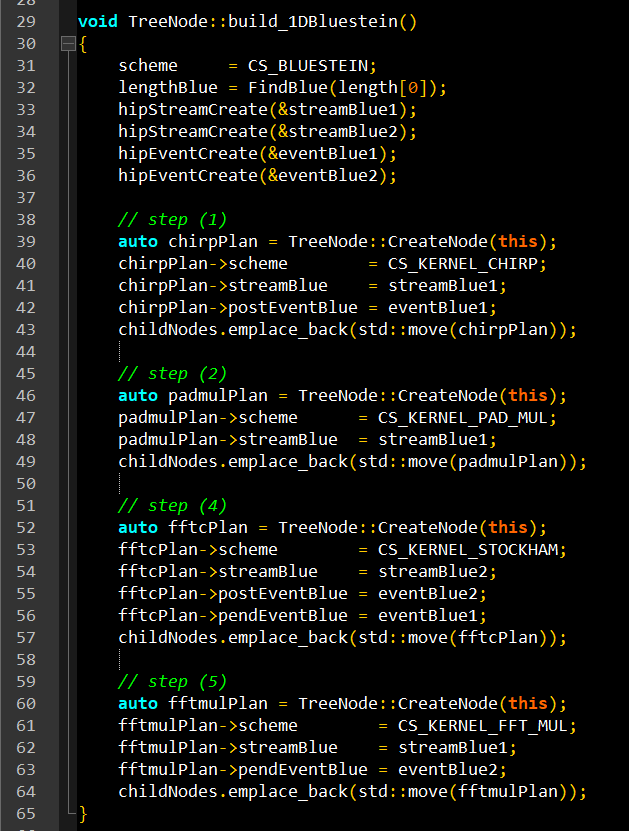 29 void TreeNode::build_1DBluestein()
30 {
31     scheme     = CS_BLUESTEIN;
32     lengthBlue = FindBlue(length[0]);
33     hipStreamCreate(&streamBlue1);
34     hipStreamCreate(&streamBlue2);
35     hipEventCreate(&eventBlue1);
36     hipEventCreate(&eventBlue2);
37
38     // step (1)
39     auto chirpPlan = TreeNode::CreateNode(this);
40     chirpPlan->scheme        = CS_KERNEL_CHIRP;
41     chirpPlan->streamBlue    = streamBlue1;
42     chirpPlan->postEventBlue = eventBlue1;
43     childNodes.emplace_back(std::move(chirpPlan));
44
45     // step (2)
46     auto padmulPlan = TreeNode::CreateNode(this);
47     padmulPlan->scheme      = CS_KERNEL_PAD_MUL;
48     padmulPlan->streamBlue  = streamBlue1;
49     childNodes.emplace_back(std::move(padmulPlan));
50
51     // step (4)
52     auto fftcPlan = TreeNode::CreateNode(this);
53     fftcPlan->scheme        = CS_KERNEL_STOCKHAM;
54     fftcPlan->streamBlue    = streamBlue2;
55     fftcPlan->postEventBlue = eventBlue2;
56     fftcPlan->pendEventBlue = eventBlue1;
57     childNodes.emplace_back(std::move(fftcPlan));
58
59     // step (5)
60     auto fftmulPlan = TreeNode::CreateNode(this);
61     fftmulPlan->scheme        = CS_KERNEL_FFT_MUL;
62     fftmulPlan->streamBlue    = streamBlue1;
63     fftmulPlan->pendEventBlue = eventBlue2;
64     childNodes.emplace_back(std::move(fftmulPlan));
65 }